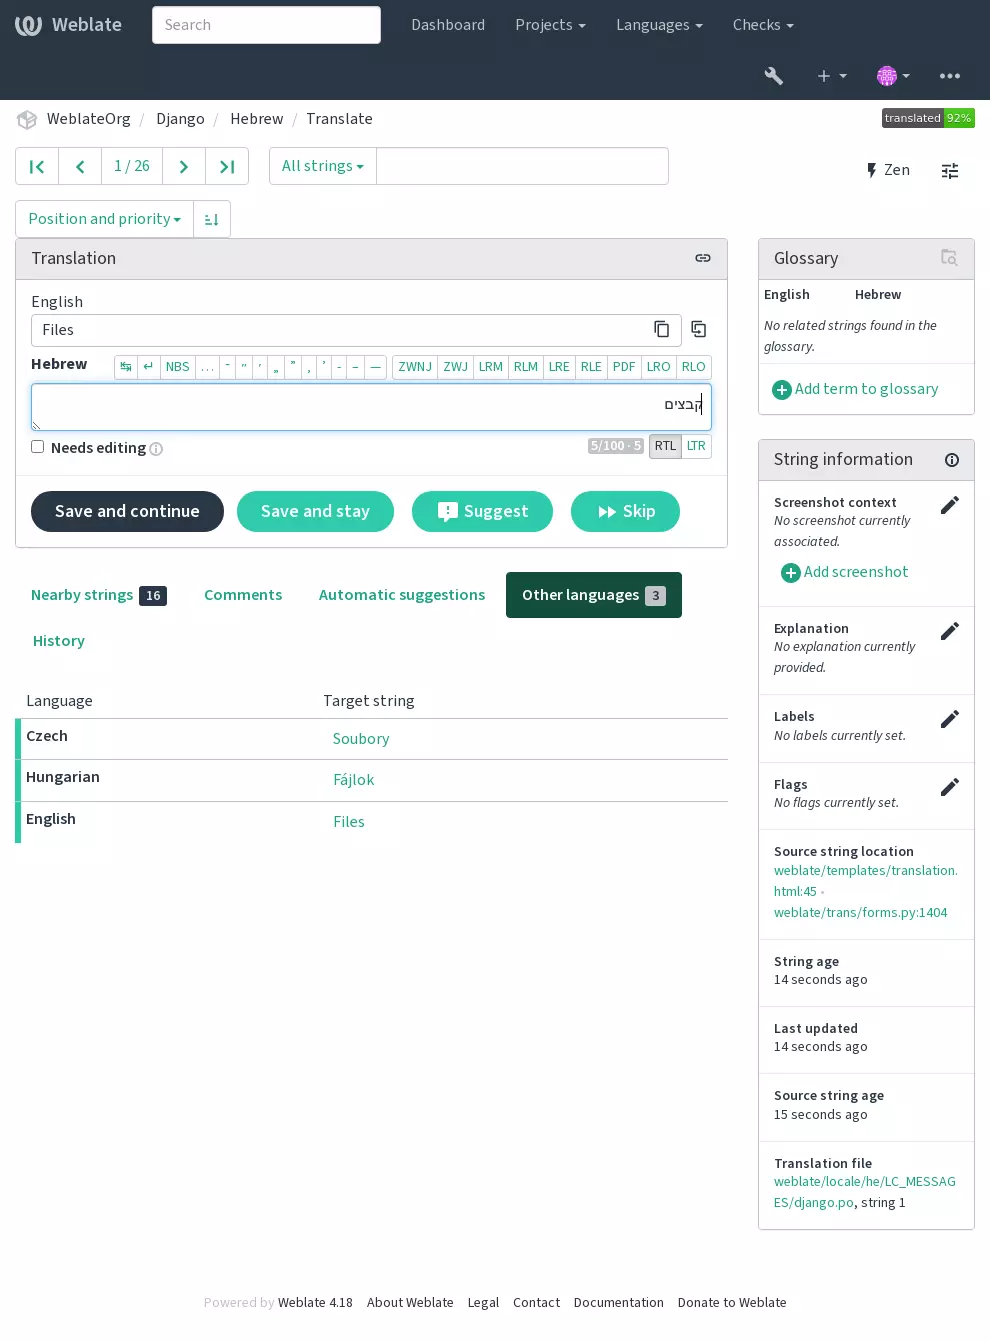 Weblate
Search
Dashboard
Projects
Languages
Checks
WeblateOrg / Django / Hebrew / Translate
translated 92%
1 / 26
All strings
Zen
Position and priority
Translation
English
Files
Hebrew
NBS … ־ ״ ׳ „ ” ‚ ’ - – —
ZWNJ ZWJ LRM RLM LRE RLE PDF LRO RLO
קבצים
Needs editing
5/100 · 5
RTL LTR
Save and continue
Save and stay
Suggest
Skip
Nearby strings 16
Comments
Automatic suggestions
Other languages 3
History
Language Target string
Czech Soubory
Hungarian Fájlok
English Files
Glossary
English Hebrew
No related strings found in the
glossary.
Add term to glossary
String information
Screenshot context
No screenshot currently
associated.
Add screenshot
Explanation
No explanation currently
provided.
Labels
No labels currently set.
Flags
No flags currently set.
Source string location
weblate/templates/translation.
html:45 ·
weblate/trans/forms.py:1404
String age
14 seconds ago
Last updated
14 seconds ago
Source string age
15 seconds ago
Translation file
weblate/locale/he/LC_MESSAG
ES/django.po, string 1
Powered by Weblate 4.18 About Weblate Legal Contact Documentation Donate to Weblate